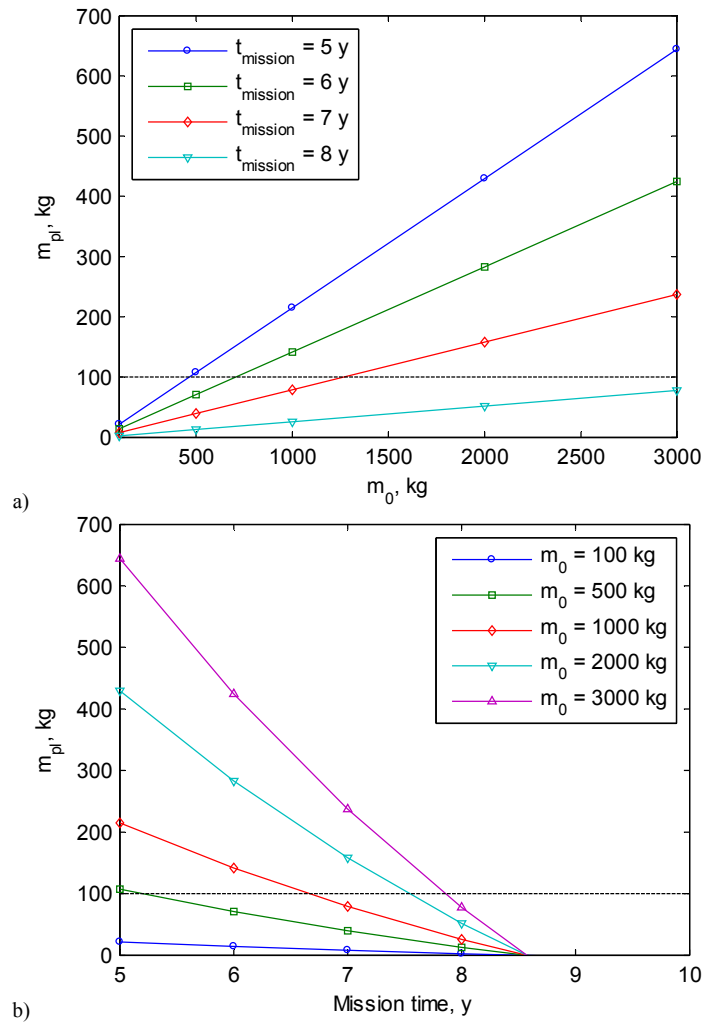 700
600
500
400
300
200
100
0
m_pl, kg
t_mission = 5 y
t_mission = 6 y
t_mission = 7 y
t_mission = 8 y
500 1000 1500 2000 2500 3000
m_0, kg
a)
700
600
500
400
300
200
100
0
m_pl, kg
m_0 = 100 kg
m_0 = 500 kg
m_0 = 1000 kg
m_0 = 2000 kg
m_0 = 3000 kg
5 6 7 8 9 10
Mission time, y
b)